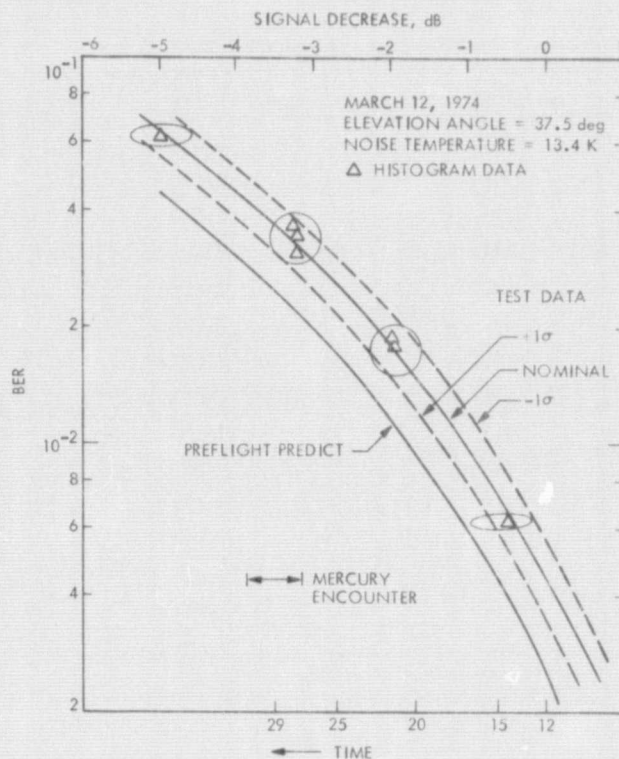 SIGNAL DECREASE, dB
-6 -5 -4 -3 -2 -1 0
10⁻¹
8
6
4
2
10⁻²
8
6
4
2
BER
MARCH 12, 1974
ELEVATION ANGLE = 37.5 deg
NOISE TEMPERATURE = 13.4 K
△ HISTOGRAM DATA
TEST DATA
+1σ
NOMINAL
-1σ
PREFLIGHT PREDICT
MERCURY
ENCOUNTER
29 25 20 15 12
TIME